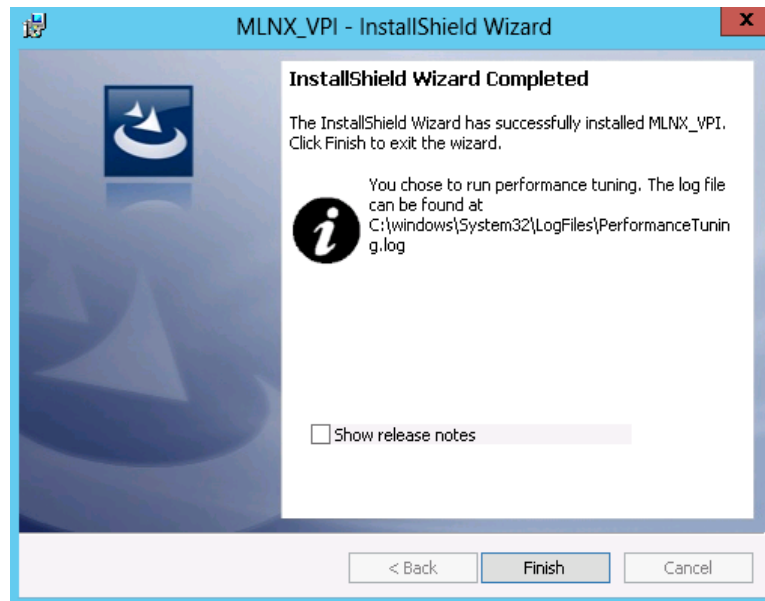 MLNX_VPI - InstallShield Wizard
x
InstallShield Wizard Completed
The InstallShield Wizard has successfully installed MLNX_VPI.
Click Finish to exit the wizard.
You chose to run performance tuning. The log file
can be found at
C:\windows\System32\LogFiles\PerformanceTunin
g.log
Show release notes
< Back
Finish
Cancel